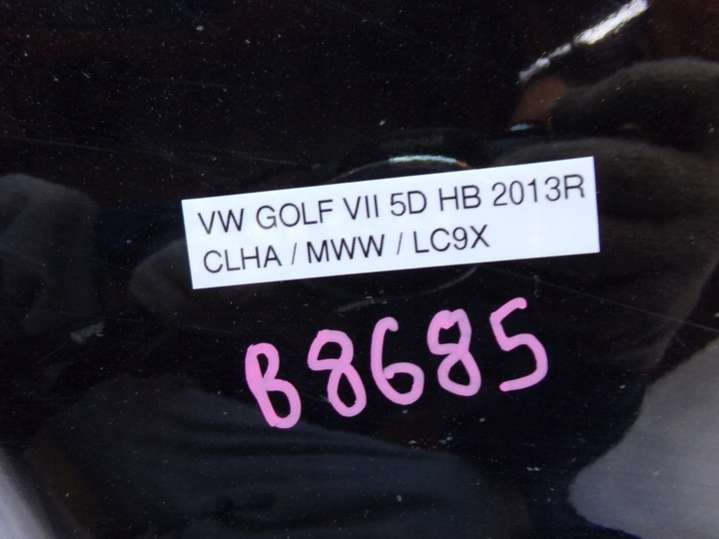 VW GOLF VII 5D HB 2013R
CLHA / MWW / LC9X
B8685